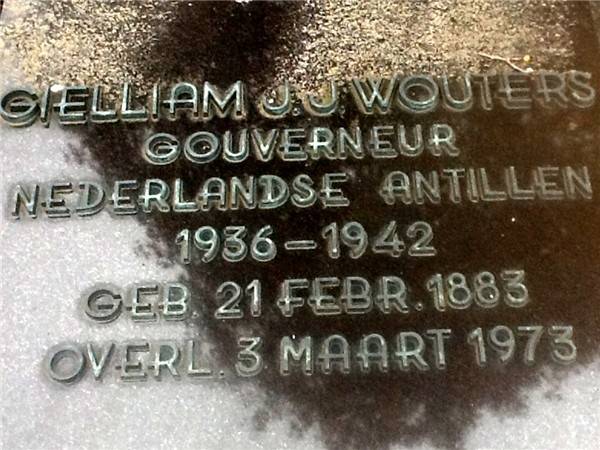 GIELLIAM J.J. WOUTERS
GOUVERNEUR
NEDERLANDSE ANTILLEN
1936-1942
GEB. 21 FEBR. 1883
OVERL. 3 MAART 1973